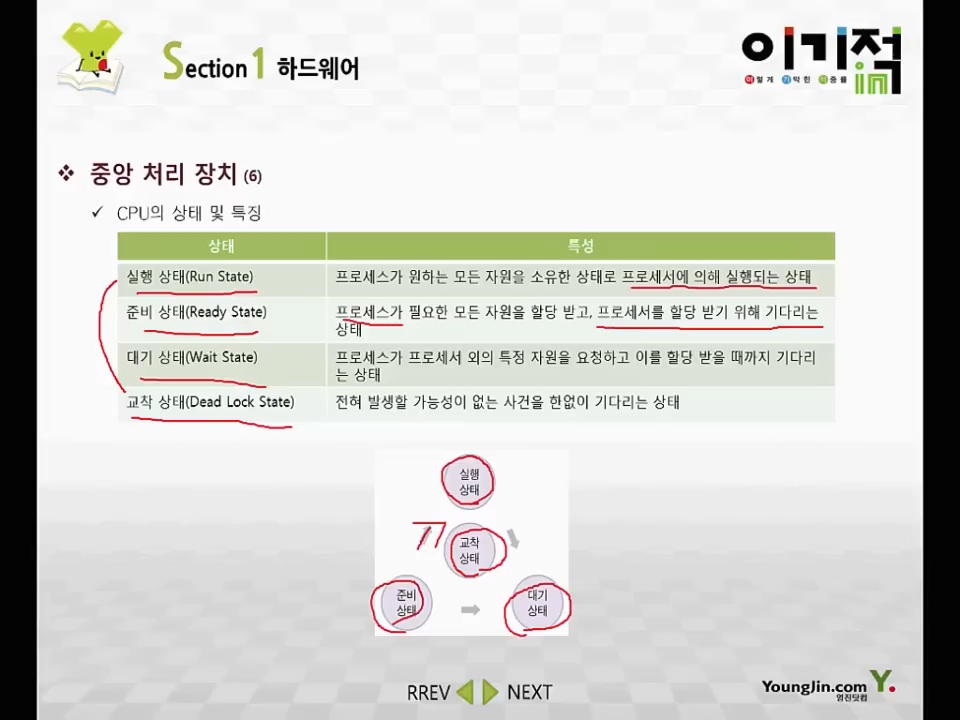 Section 1 하드웨어
이기적in
이렇게 기막힌 적중률
❖ 중앙 처리 장치 (6)
✓ CPU의 상태 및 특징
상태 특성
실행 상태(Run State) 프로세스가 원하는 모든 자원을 소유한 상태로 프로세서에 의해 실행되는 상태
준비 상태(Ready State) 프로세스가 필요한 모든 자원을 할당 받고, 프로세서를 할당 받기 위해 기다리는
상태
대기 상태(Wait State) 프로세스가 프로세서 외의 특정 자원을 요청하고 이를 할당 받을 때까지 기다리
는 상태
교착 상태(Dead Lock State) 전혀 발생할 가능성이 없는 사건을 한없이 기다리는 상태
실행
상태
교착
상태
준비
상태
대기
상태
RREV NEXT
YoungJin.com Y.
영진닷컴